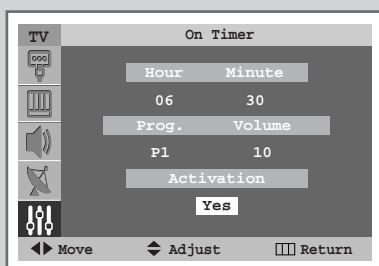 TV On Timer
Hour Minute
06 30
Prog. Volume
P1 10
Activation
Yes
Move Adjust Return